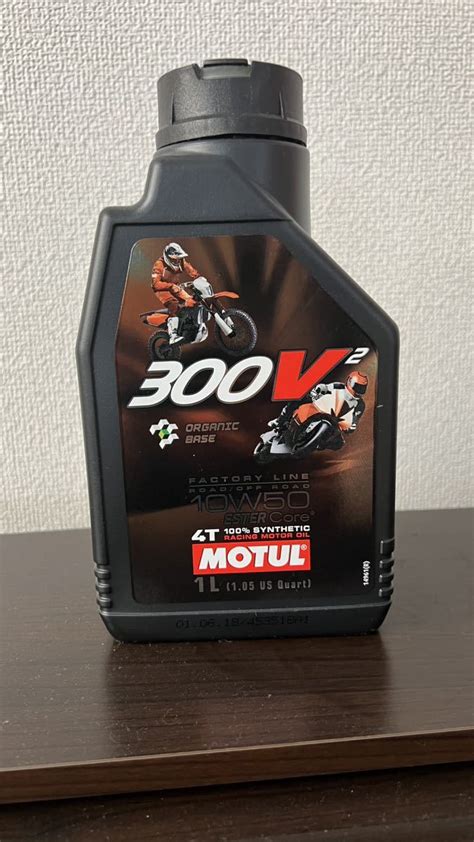 300V²
ORGANIC
BASE
FACTORY LINE
ROAD/OFF ROAD
10W50
ESTER Core®
4T 100% SYNTHETIC
RACING MOTOR OIL
MOTUL®
1L (1.05 US Quart)
14961(R)